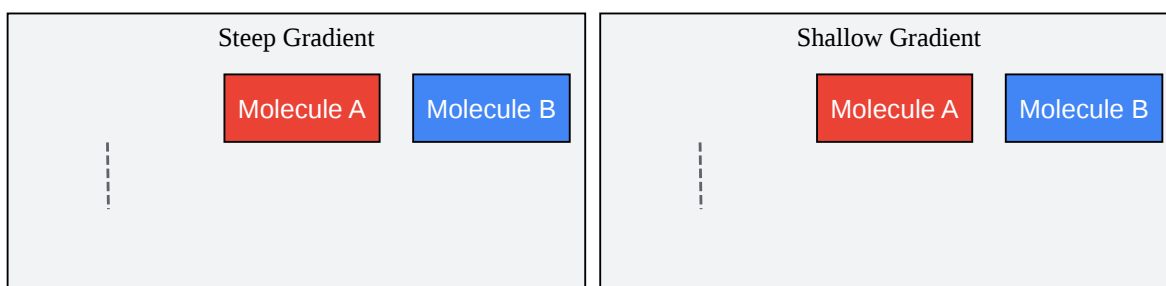 Steep Gradient
Molecule A
Molecule B
Shallow Gradient
Molecule A
Molecule B